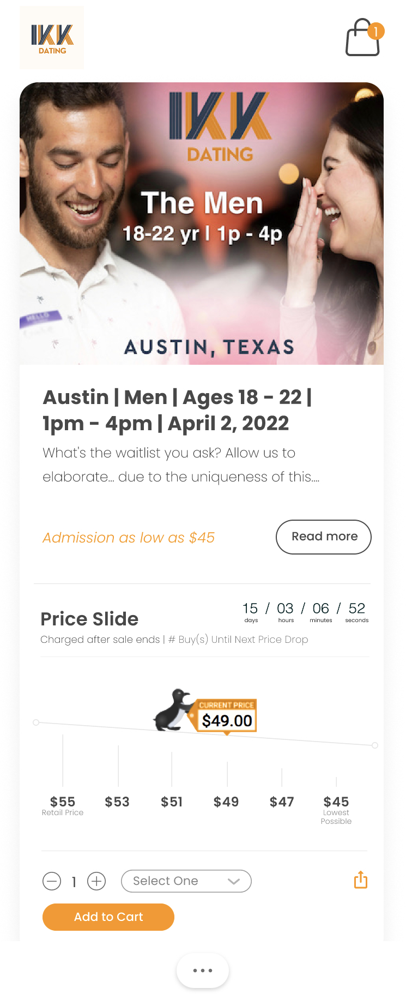 IKK
DATING
1
IKK
DATING
The Men
18-22 yr | 1p - 4p
HELLO
AUSTIN, TEXAS
Austin | Men | Ages 18 - 22 |
1pm - 4pm | April 2, 2022
What's the waitlist you ask? Allow us to
elaborate... due to the uniqueness of this....
Admission as low as $45
Read more
Price Slide
15 / 03 / 06 / 52
days hours minutes seconds
Charged after sale ends | # Buy(s) Until Next Price Drop
CURRENT PRICE
$49.00
$55 $53 $51 $49 $47 $45
Retail Price Lowest
Possible
1 Select One
Add to Cart